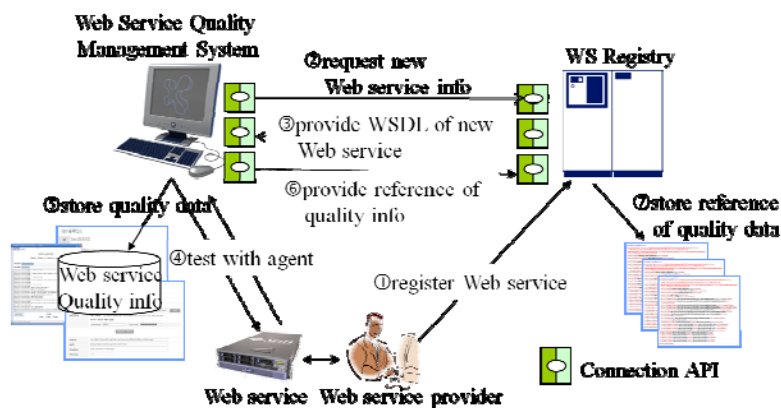 Web Service Quality
Management System
②request new
Web service info
WS Registry
③provide WSDL of new
Web service
⑥provide reference of
quality info
⑤store quality data
④test with agent
⑦store reference
of quality data
Web service
Quality info
①register Web service
Web service
Web service provider
Connection API